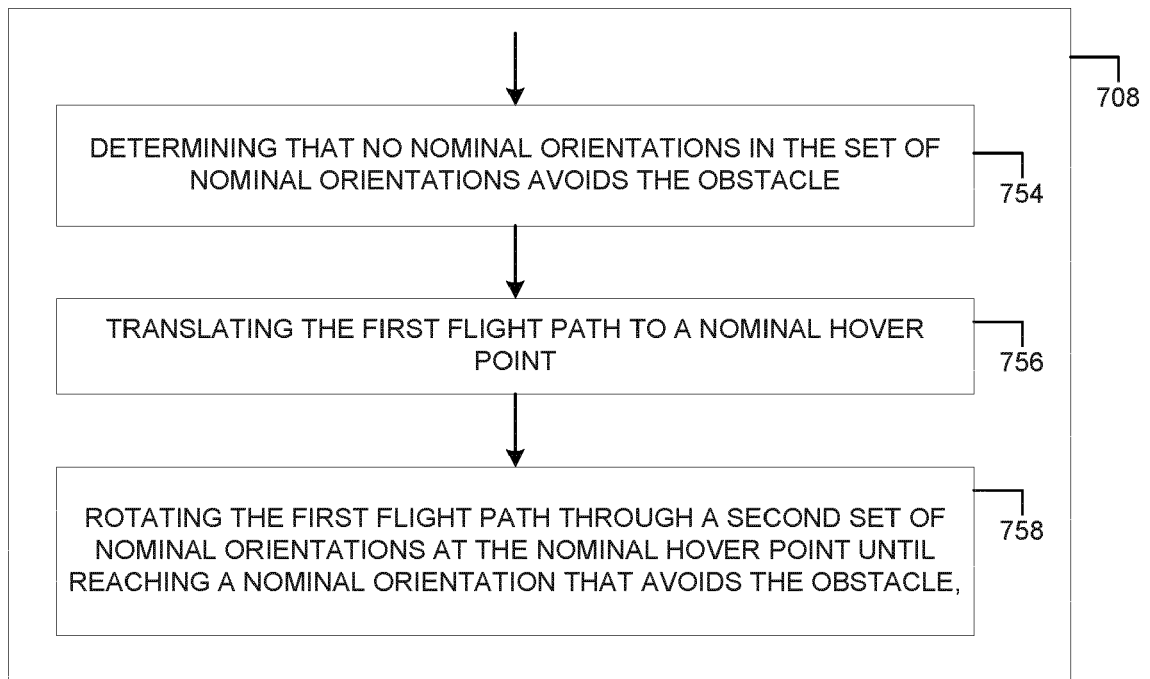 708
DETERMINING THAT NO NOMINAL ORIENTATIONS IN THE SET OF
NOMINAL ORIENTATIONS AVOIDS THE OBSTACLE
754
TRANSLATING THE FIRST FLIGHT PATH TO A NOMINAL HOVER
POINT
756
ROTATING THE FIRST FLIGHT PATH THROUGH A SECOND SET OF
NOMINAL ORIENTATIONS AT THE NOMINAL HOVER POINT UNTIL
REACHING A NOMINAL ORIENTATION THAT AVOIDS THE OBSTACLE,
758